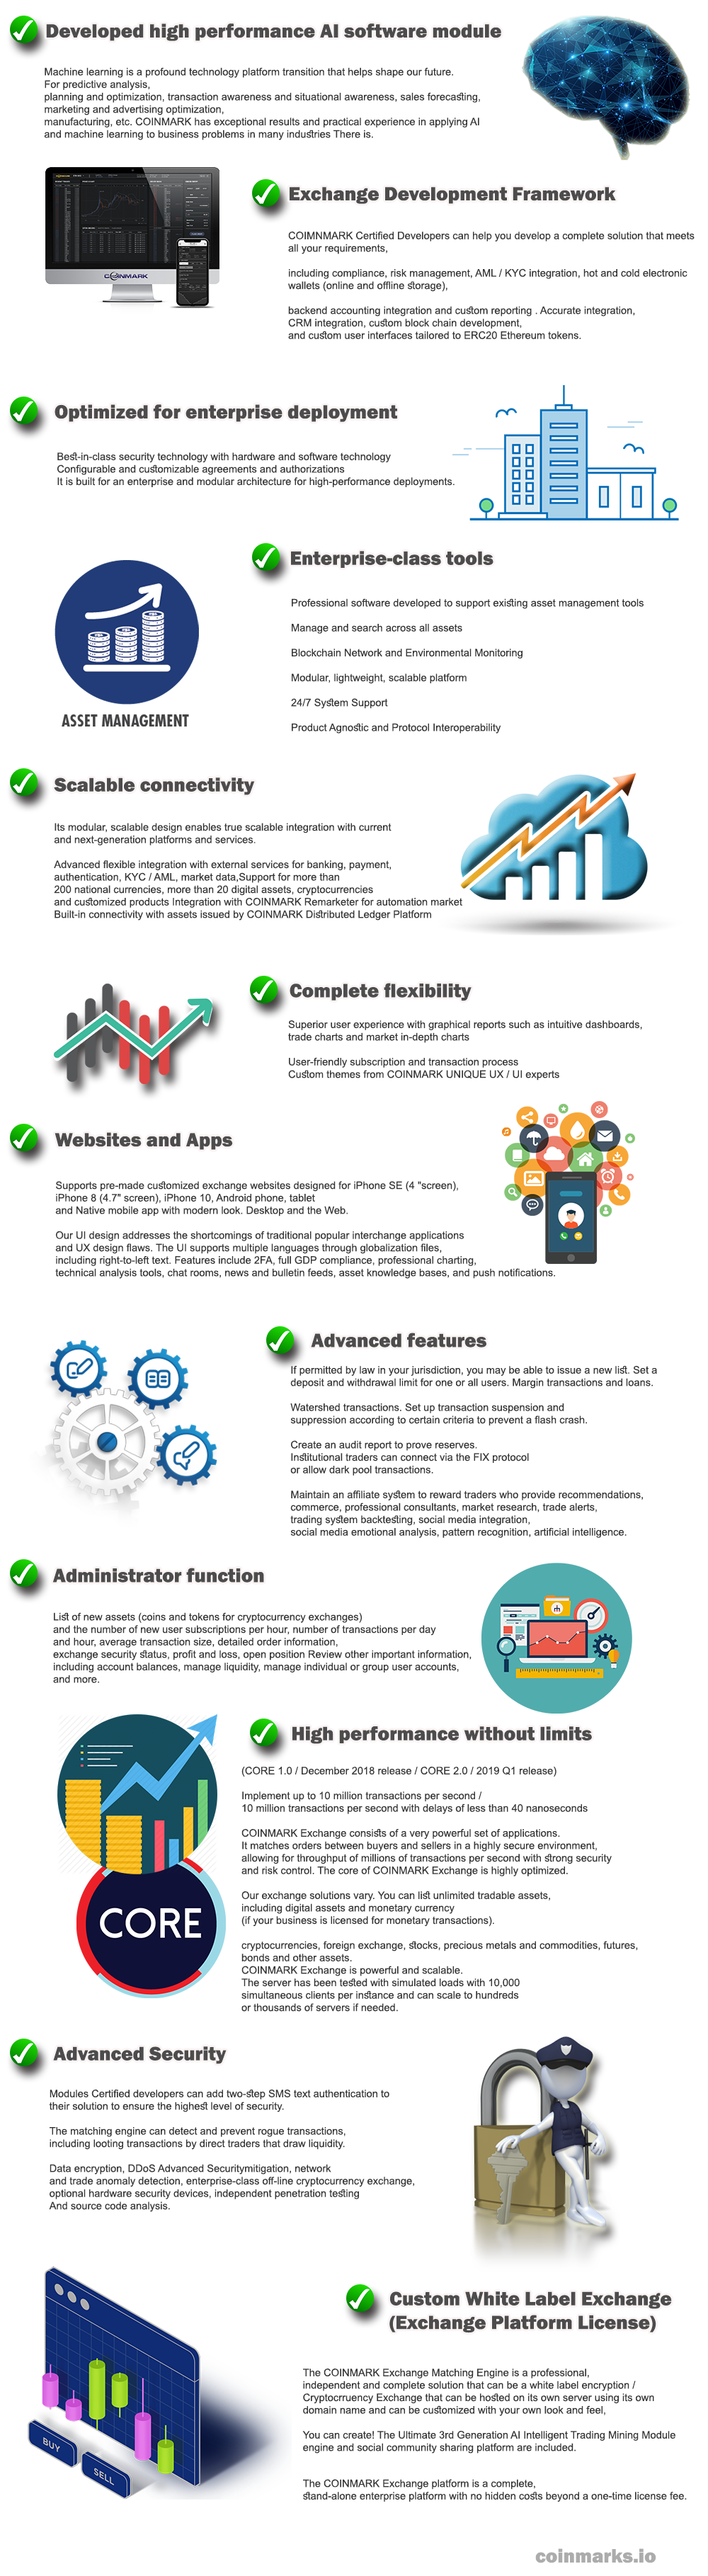 Developed high performance AI software module
Machine learning is a profound technology platform transition that helps shape our future.
For predictive analysis,
planning and optimization, transaction awareness and situational awareness, sales forecasting,
marketing and advertising optimization,
manufacturing, etc. COINMARK has exceptional results and practical experience in applying AI
and machine learning to business problems in many industries There is.
COINMARK
Exchange Development Framework
COIMNMARK Certified Developers can help you develop a complete solution that meets
all your requirements,
including compliance, risk management, AML / KYC integration, hot and cold electronic
wallets (online and offline storage),
backend accounting integration and custom reporting . Accurate integration,
CRM integration, custom block chain development,
and custom user interfaces tailored to ERC20 Ethereum tokens.
Optimized for enterprise deployment
Best-in-class security technology with hardware and software technology
Configurable and customizable agreements and authorizations
It is built for an enterprise and modular architecture for high-performance deployments.
ASSET MANAGEMENT
Enterprise-class tools
Professional software developed to support existing asset management tools
Manage and search across all assets
Blockchain Network and Environmental Monitoring
Modular, lightweight, scalable platform
24/7 System Support
Product Agnostic and Protocol Interoperability
Scalable connectivity
Its modular, scalable design enables true scalable integration with current
and next-generation platforms and services.
Advanced flexible integration with external services for banking, payment,
authentication, KYC / AML, market data,Support for more than
200 national currencies, more than 20 digital assets, cryptocurrencies
and customized products Integration with COINMARK Remarketer for automation market
Built-in connectivity with assets issued by COINMARK Distributed Ledger Platform
Complete flexibility
Superior user experience with graphical reports such as intuitive dashboards,
trade charts and market in-depth charts
User-friendly subscription and transaction process
Custom themes from COINMARK UNIQUE UX / UI experts
Websites and Apps
Supports pre-made customized exchange websites designed for iPhone SE (4 "screen),
iPhone 8 (4.7" screen), iPhone 10, Android phone, tablet
and Native mobile app with modern look. Desktop and the Web.
Our UI design addresses the shortcomings of traditional popular interchange applications
and UX design flaws. The UI supports multiple languages through globalization files,
including right-to-left text. Features include 2FA, full GDP compliance, professional charting,
technical analysis tools, chat rooms, news and bulletin feeds, asset knowledge bases, and push notifications.
Advanced features
If permitted by law in your jurisdiction, you may be able to issue a new list. Set a
deposit and withdrawal limit for one or all users. Margin transactions and loans.
Watershed transactions. Set up transaction suspension and
suppression according to certain criteria to prevent a flash crash.
Create an audit report to prove reserves.
Institutional traders can connect via the FIX protocol
or allow dark pool transactions.
Maintain an affiliate system to reward traders who provide recommendations,
commerce, professional consultants, market research, trade alerts,
trading system backtesting, social media integration,
social media emotional analysis, pattern recognition, artificial intelligence.
Administrator function
List of new assets (coins and tokens for cryptocurrency exchanges)
and the number of new user subscriptions per hour, number of transactions per day
and hour, average transaction size, detailed order information,
exchange security status, profit and loss, open position Review other important information,
including account balances, manage liquidity, manage individual or group user accounts,
and more.
High performance without limits
(CORE 1.0 / December 2018 release / CORE 2.0 / 2019 Q1 release)
Implement up to 10 million transactions per second /
10 million transactions per second with delays of less than 40 nanoseconds
COINMARK Exchange consists of a very powerful set of applications.
It matches orders between buyers and sellers in a highly secure environment,
allowing for throughput of millions of transactions per second with strong security
and risk control. The core of COINMARK Exchange is highly optimized.
CORE
Our exchange solutions vary. You can list unlimited tradable assets,
including digital assets and monetary currency
(if your business is licensed for monetary transactions).
cryptocurrencies, foreign exchange, stocks, precious metals and commodities, futures,
bonds and other assets.
COINMARK Exchange is powerful and scalable.
The server has been tested with simulated loads with 10,000
simultaneous clients per instance and can scale to hundreds
or thousands of servers if needed.
Advanced Security
Modules Certified developers can add two-step SMS text authentication to
their solution to ensure the highest level of security.
The matching engine can detect and prevent rogue transactions,
including looting transactions by direct traders that draw liquidity.
Data encryption, DDoS Advanced Securitymitigation, network
and trade anomaly detection, enterprise-class off-line cryptocurrency exchange,
optional hardware security devices, independent penetration testing
And source code analysis.
Custom White Label Exchange
(Exchange Platform License)
The COINMARK Exchange Matching Engine is a professional,
independent and complete solution that can be a white label encryption /
Cryptocrruency Exchange that can be hosted on its own server using its own
domain name and can be customized with your own look and feel,
BUY
SELL
You can create! The Ultimate 3rd Generation AI Intelligent Trading Mining Module
engine and social community sharing platform are included.
The COINMARK Exchange platform is a complete,
stand-alone enterprise platform with no hidden costs beyond a one-time license fee.
coinmarks.io